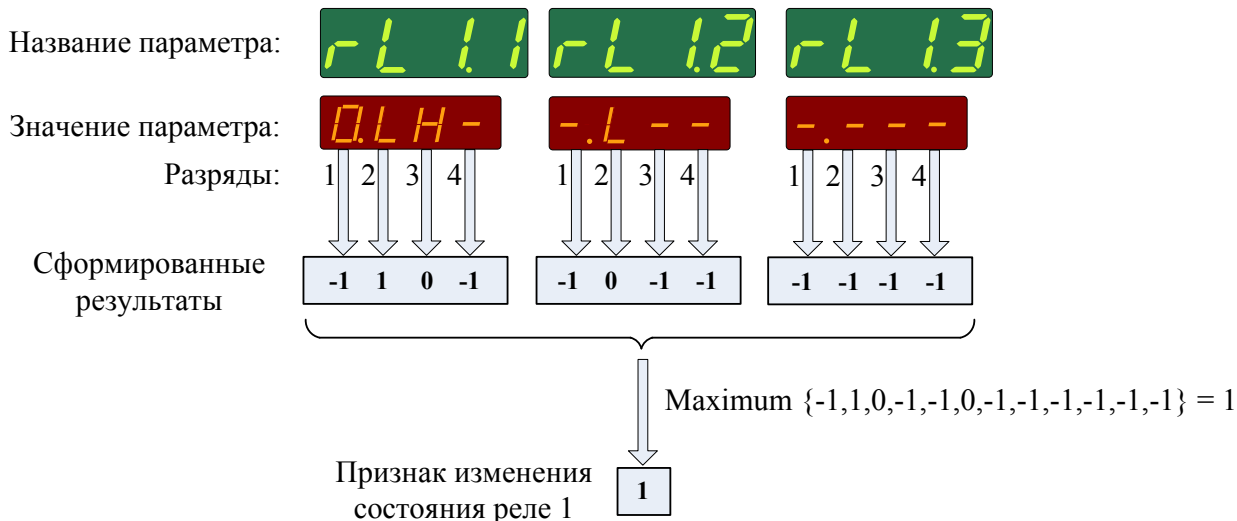 Название параметра: rL 1.1 rL 1.2 rL 1.3
Значение параметра: 0.LH- -.L-- -.---
Разряды: 1 2 3 4 1 2 3 4 1 2 3 4
Сформированные
результаты
-1 1 0 -1 -1 0 -1 -1 -1 -1 -1 -1
Maximum {-1,1,0,-1,-1,0,-1,-1,-1,-1,-1,-1} = 1
Признак изменения
состояния реле 1
1